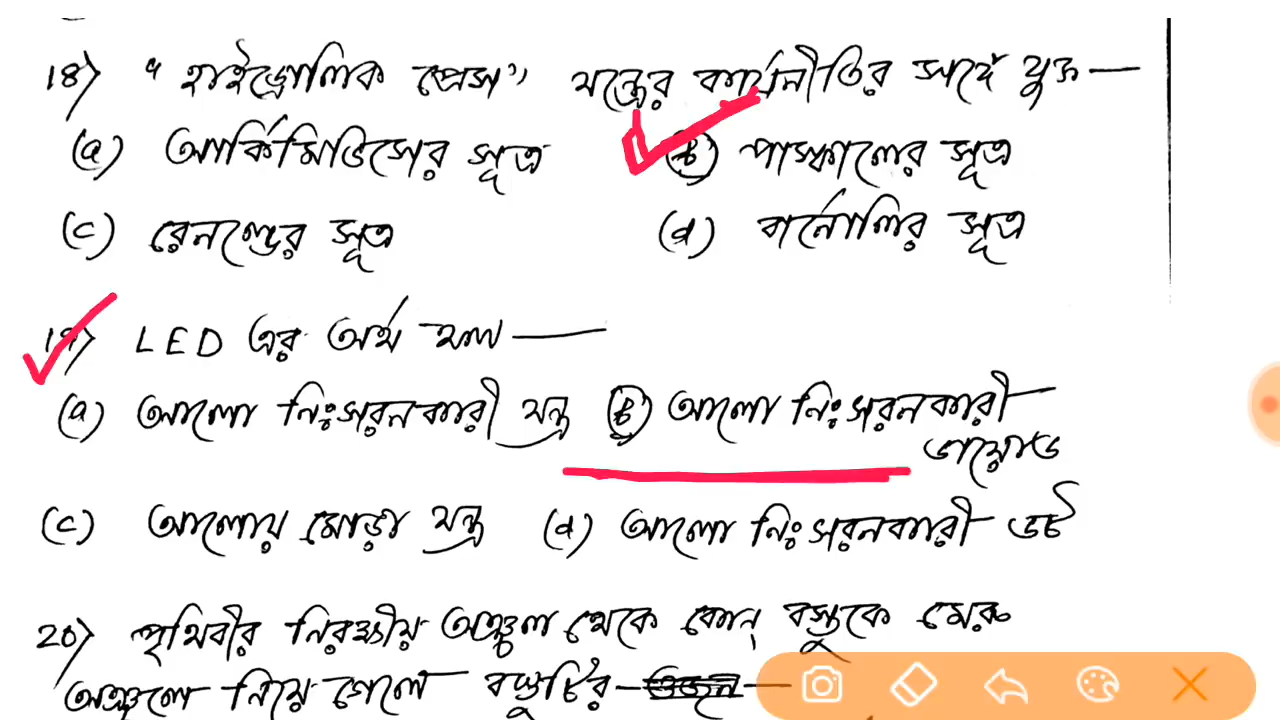 18) "হাইড্রোলিক প্রেস" যন্ত্রের কার্যনীতির সঙ্গে যুক্ত —
(a) আর্কিমিডিসের সূত্র (b) পাস্কালের সূত্র
(c) রেনল্ডের সূত্র (d) বার্নোলির সূত্র
19) LED এর অর্থ হল —
(a) আলো নিঃসরনকারী যন্ত্র (b) আলো নিঃসরনকারী
ডায়োড
(c) আলোয় মোড়া যন্ত্র (d) আলো নিঃসরনকারী ডট
20) পৃথিবীর নিরক্ষীয় অঞ্চল থেকে কোন্ বস্তুকে মেরু
অঞ্চলে নিয়ে গেলে বস্তুটির —